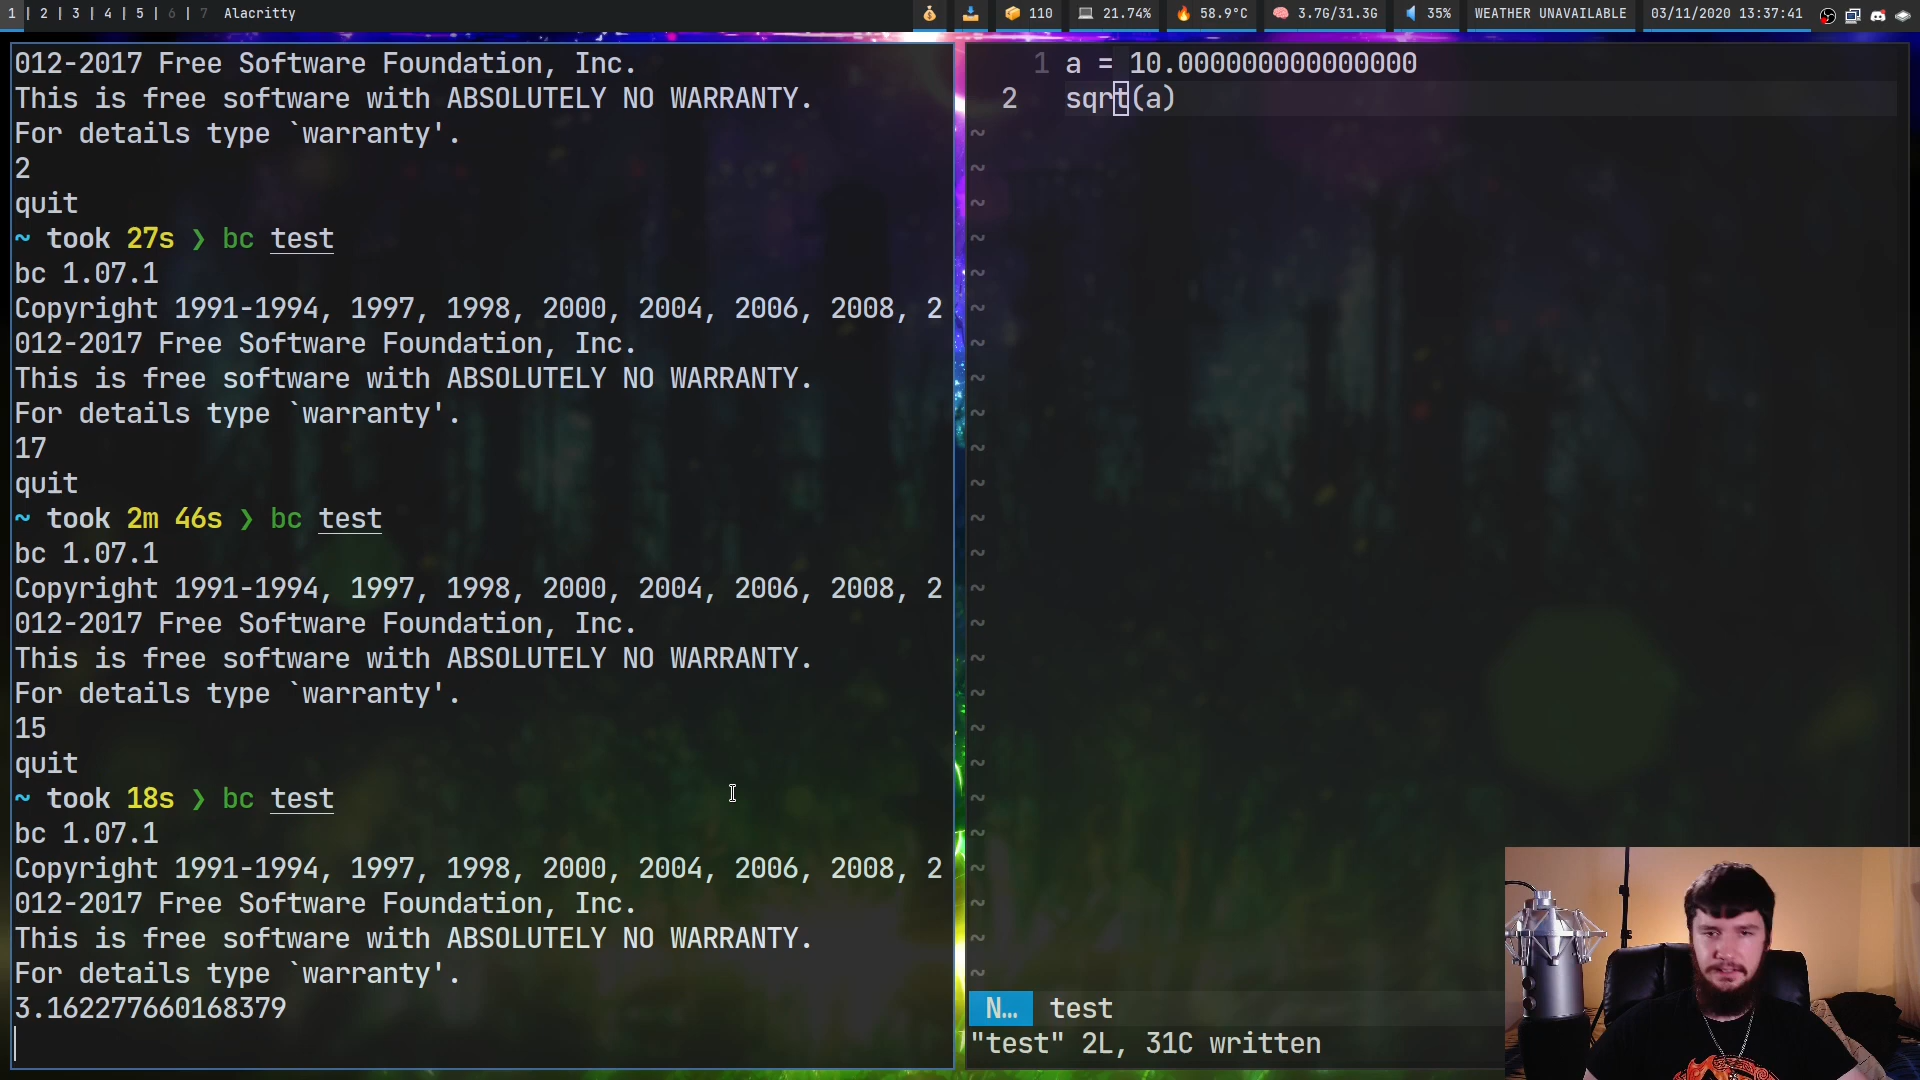 1 | 2 | 3 | 4 | 5 | 6 | 7 Alacritty
110 21.74% 58.9°C 3.7G/31.3G 35% WEATHER UNAVAILABLE 03/11/2020 13:37:41
012-2017 Free Software Foundation, Inc.
This is free software with ABSOLUTELY NO WARRANTY.
For details type `warranty'.
2
quit
~ took 27s ❯ bc test
bc 1.07.1
Copyright 1991-1994, 1997, 1998, 2000, 2004, 2006, 2008, 2
012-2017 Free Software Foundation, Inc.
This is free software with ABSOLUTELY NO WARRANTY.
For details type `warranty'.
17
quit
~ took 2m 46s ❯ bc test
bc 1.07.1
Copyright 1991-1994, 1997, 1998, 2000, 2004, 2006, 2008, 2
012-2017 Free Software Foundation, Inc.
This is free software with ABSOLUTELY NO WARRANTY.
For details type `warranty'.
15
quit
~ took 18s ❯ bc test
bc 1.07.1
Copyright 1991-1994, 1997, 1998, 2000, 2004, 2006, 2008, 2
012-2017 Free Software Foundation, Inc.
This is free software with ABSOLUTELY NO WARRANTY.
For details type `warranty'.
3.162277660168379
1 a = 10.000000000000000
2 sqrt(a)
N… test
"test" 2L, 31C written